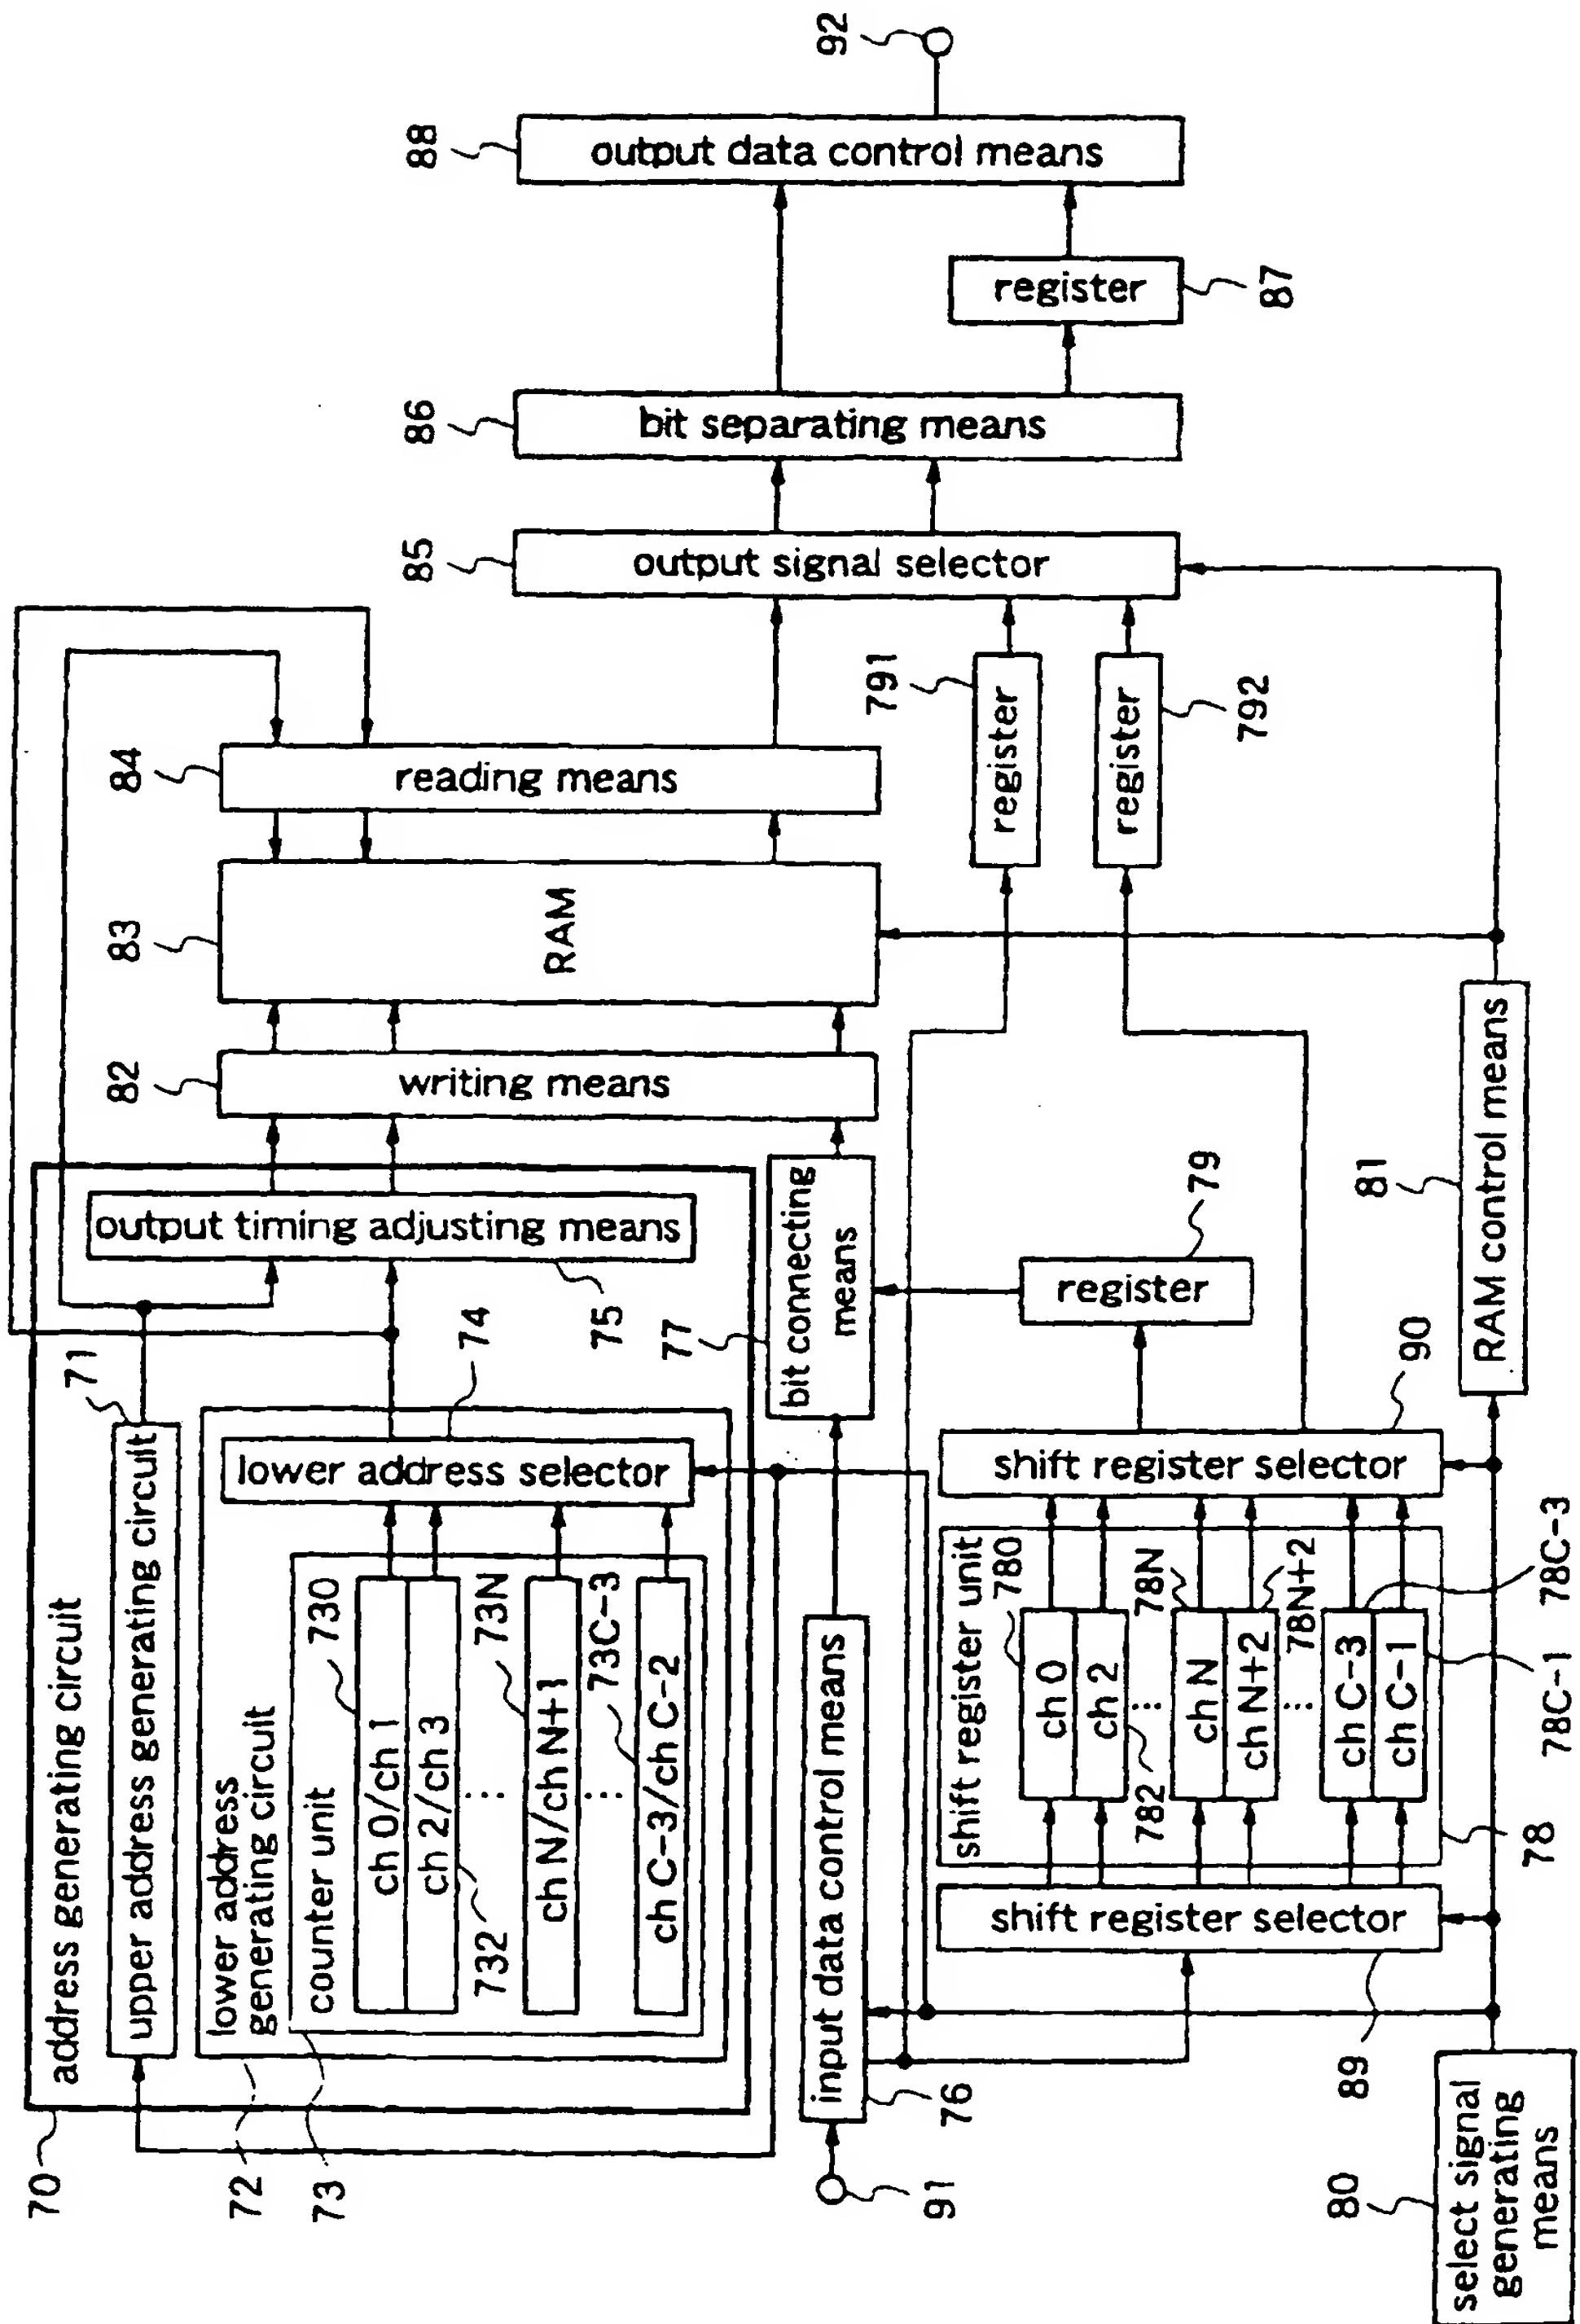 70
address generating circuit
71
upper address generating circuit
72
lower address
generating circuit
73
counter unit
730
ch 0/ch 1
ch 2/ch 3
732
⋮
73N
ch N/ch N+1
⋮
73C-3
ch C-3/ch C-2
74
lower address selector
75
output timing adjusting means
82
writing means
83
RAM
84
reading means
85
output signal selector
86
bit separating means
87
register
88
output data control means
92
91
76
input data control means
77
bit connecting
means
79
register
791
register
792
register
89
shift register selector
78
shift register unit
780
ch 0
ch 2
782
⋮
78N
ch N
ch N+2
78N+2
⋮
ch C-3
78C-3
ch C-1
78C-1
90
shift register selector
81
RAM control means
80
select signal
generating
means